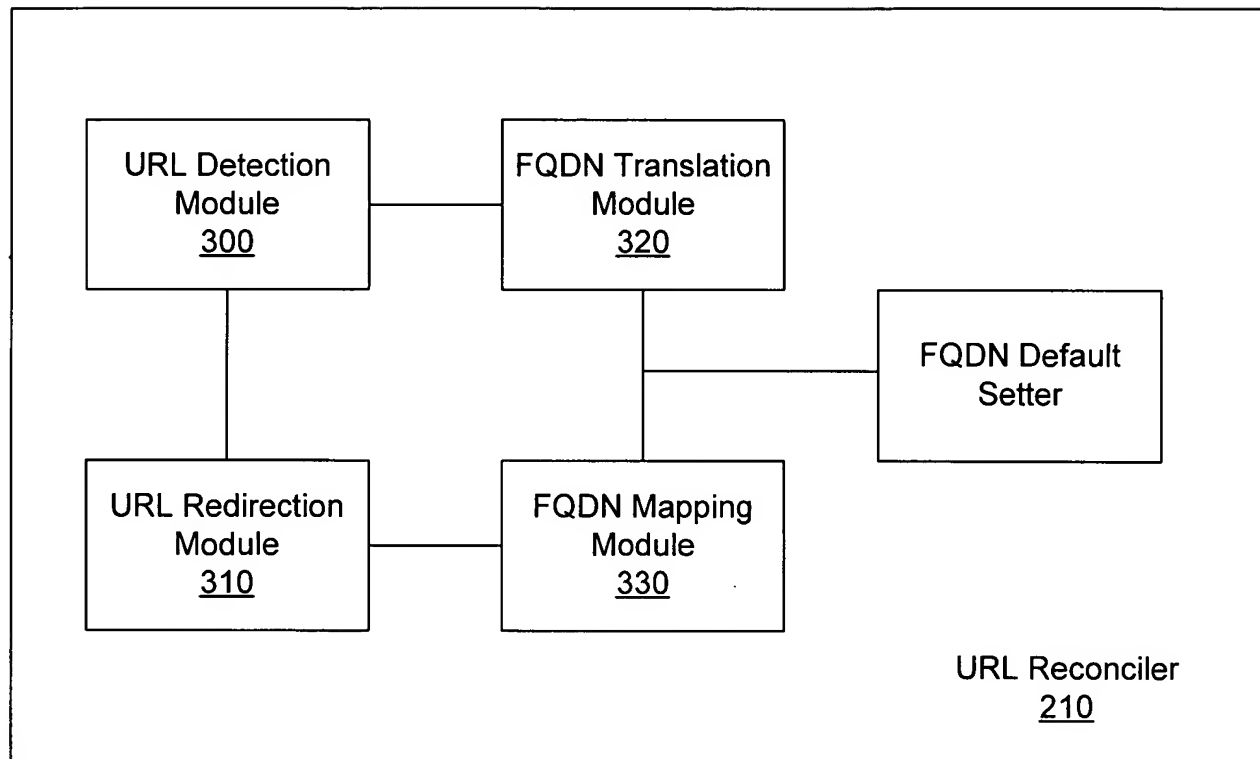 URL Detection
Module
300
FQDN Translation
Module
320
FQDN Default
Setter
URL Redirection
Module
310
FQDN Mapping
Module
330
URL Reconciler
210